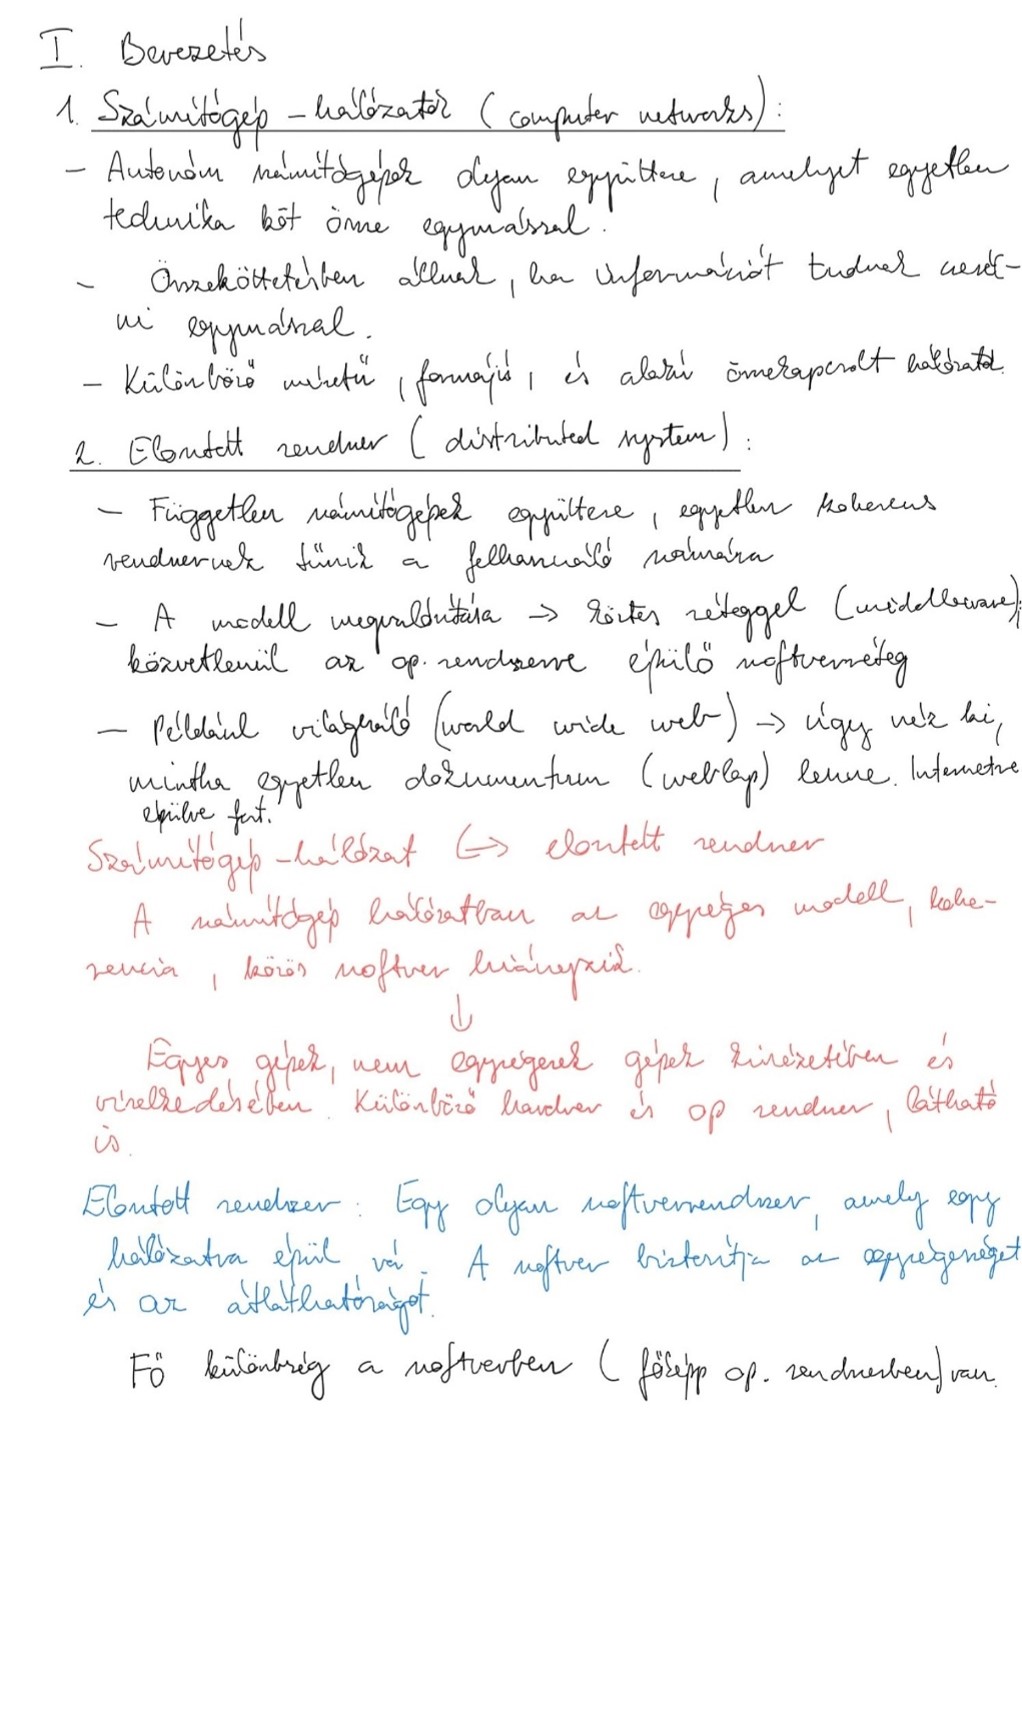 I. Bevezetés
1. Számítógép-hálózatok (computer networks):
- Autonóm számítógépek olyan együttese, amelyet egyetlen
technika köt össze egymással.
- Összeköttetésben állnak, ha információt tudnak cserél-
ni egymással.
- Különböző méretű, formájú, és alakú összekapcsolt hálózatok.
2. Elosztott rendszer (distributed system):
- Független számítógépek együttese, egyetlen koherens
rendszernek tűnik a felhasználó számára
- A modell megvalósítása -> köztes réteggel (middleware);
közvetlenül az op. rendszerre épülő szoftverréteg
- Például világháló (world wide web) -> úgy néz ki,
mintha egyetlen dokumentum (weblap) lenne. Internetre
épülve fut.
Számítógép-hálózat <-> elosztott rendszer
A számítógép hálózatban az egységes modell, kohe-
rencia, közös szoftver hiányzik.
↓
Egyes gépek, nem egységesek gépek kinézetében és
viselkedésében. Különböző hardver és op rendszer, látható
is.
Elosztott rendszer: Egy olyan szoftverrendszer, amely egy
hálózatra épül rá. A szoftver biztosítja az egységességet
és az átláthatóságot.
Fő különbség a szoftverben (főképp op. rendszerben) van.